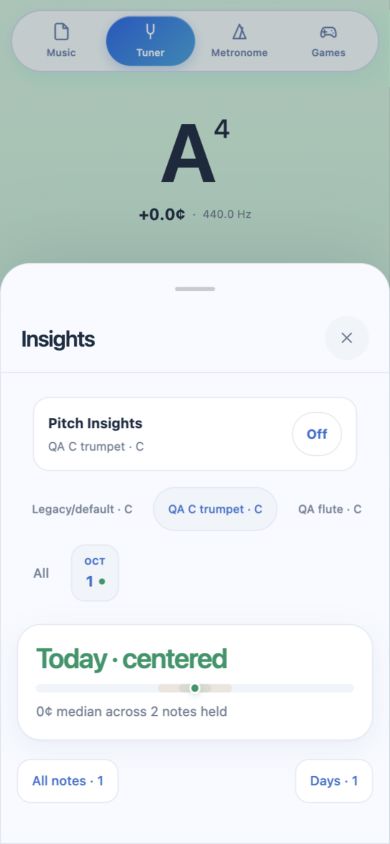 Music Tuner Metronome Games
A4
+0.0¢ · 440.0 Hz
Insights
Pitch Insights
QA C trumpet · C
Off
Legacy/default · C QA C trumpet · C QA flute · C
All
OCT
1
Today · centered
0¢ median across 2 notes held
All notes · 1 Days · 1